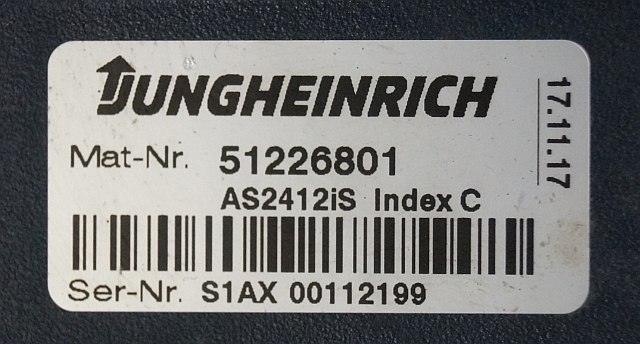 JUNGHEINRICH
Mat-Nr. 51226801
AS2412iS Index C
Ser-Nr. S1AX 00112199
17.11.17